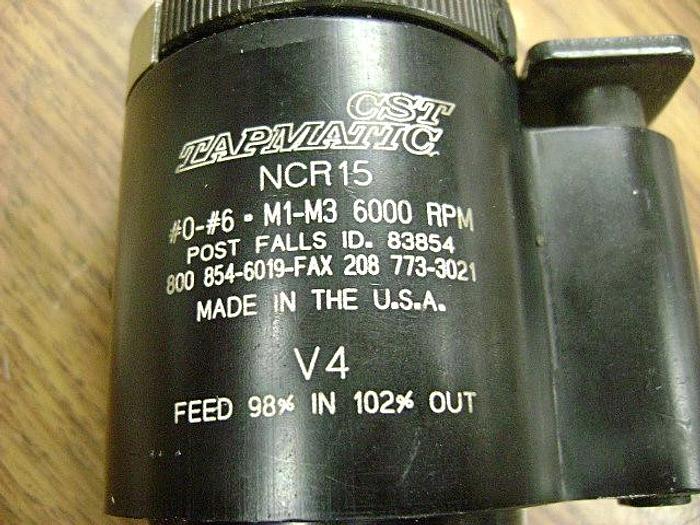 CST
TAPMATIC
NCR15
#0-#6 • M1-M3 6000 RPM
POST FALLS ID. 83854
800 854-6019-FAX 208 773-3021
MADE IN THE U.S.A.
V4
FEED 98% IN 102% OUT